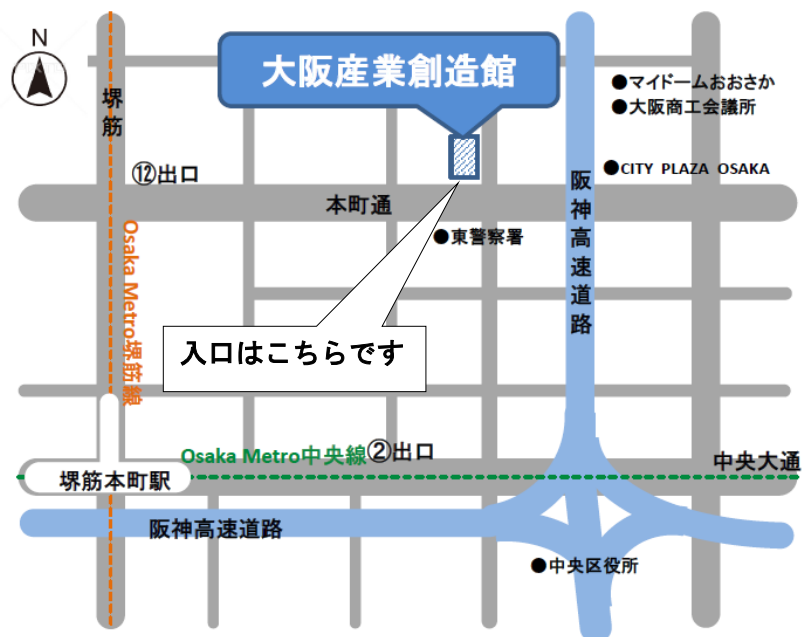 N
大阪産業創造館
堺筋
●マイドームおおさか
●大阪商工会議所
⑫出口
●CITY PLAZA OSAKA
本町通
阪神高速道路
●東警察署
Osaka Metro堺筋線
入口はこちらです
Osaka Metro中央線②出口
中央大通
堺筋本町駅
阪神高速道路
●中央区役所